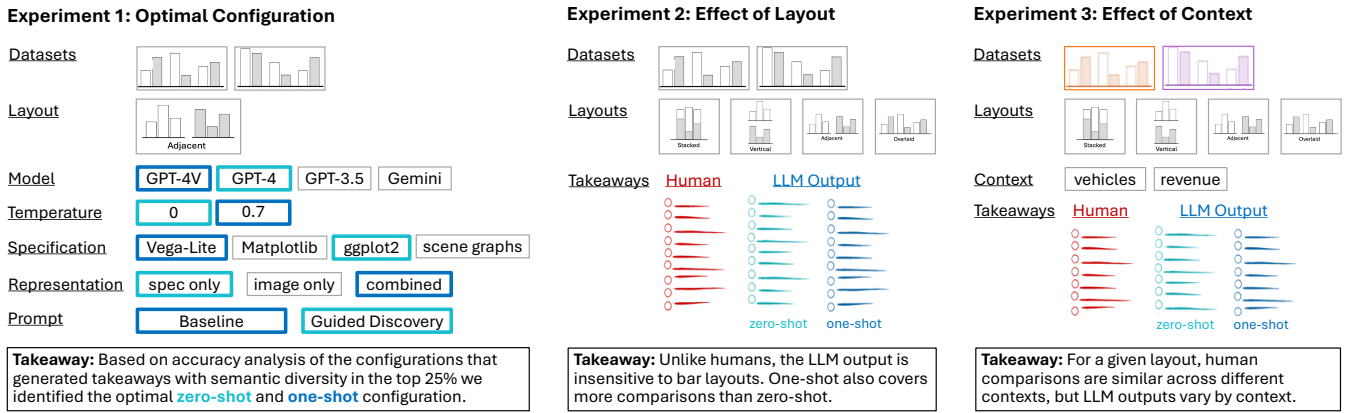 Experiment 1: Optimal Configuration
Datasets
Layout
Adjacent
Model
GPT-4V
GPT-4
GPT-3.5
Gemini
Temperature
0
0.7
Specification
Vega-Lite
Matplotlib
ggplot2
scene graphs
Representation
spec only
image only
combined
Prompt
Baseline
Guided Discovery
Takeaway: Based on accuracy analysis of the configurations that
generated takeaways with semantic diversity in the top 25% we
identified the optimal zero-shot and one-shot configuration.
Experiment 2: Effect of Layout
Datasets
Layouts
Stacked
Vertical
Adjacent
Overlaid
Takeaways
Human
LLM Output
zero-shot
one-shot
Takeaway: Unlike humans, the LLM output is
insensitive to bar layouts. One-shot also covers
more comparisons than zero-shot.
Experiment 3: Effect of Context
Datasets
Layouts
Stacked
Vertical
Adjacent
Overlaid
Context
vehicles
revenue
Takeaways
Human
LLM Output
zero-shot
one-shot
Takeaway: For a given layout, human
comparisons are similar across different
contexts, but LLM outputs vary by context.